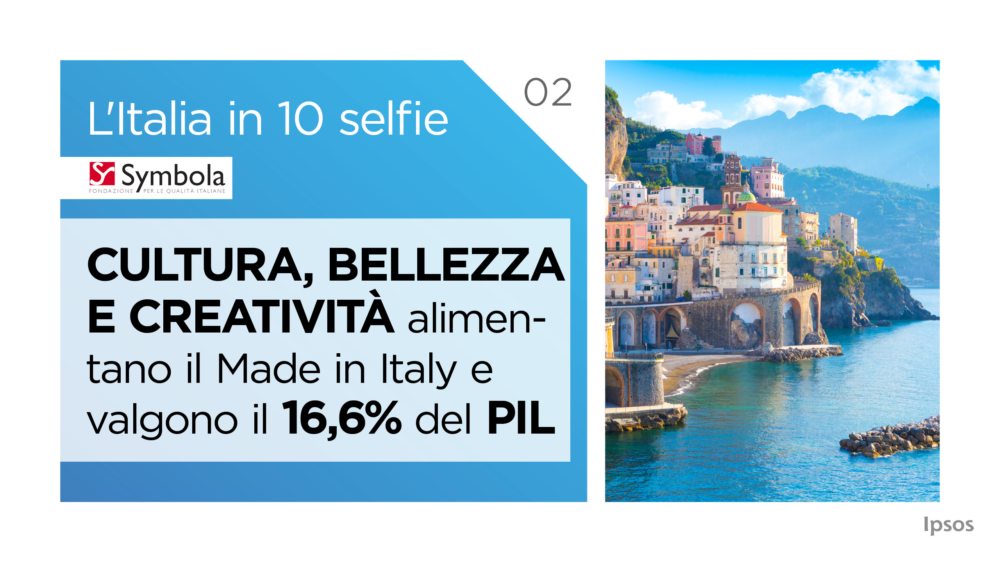 L'Italia in 10 selfie
02
Symbola
FONDAZIONE PER LE QUALITÀ ITALIANE
CULTURA, BELLEZZA
E CREATIVITÀ alimen-
tano il Made in Italy e
valgono il 16,6% del PIL
Ipsos